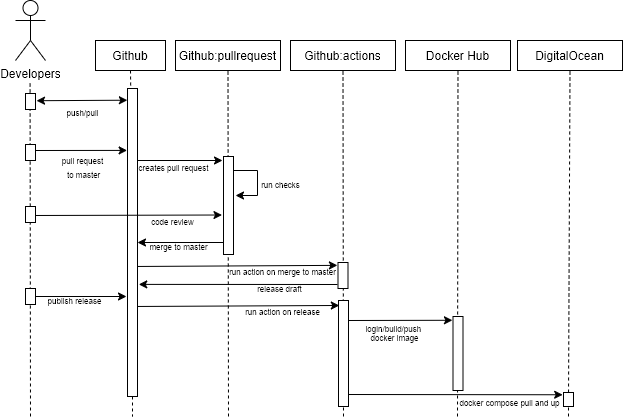 Developers
Github
Github:pullrequest
Github:actions
Docker Hub
DigitalOcean
push/pull
pull request
to master
creates pull request
run checks
code review
merge to master
run action on merge to master
release draft
publish release
run action on release
login/build/push
docker image
docker compose pull and up